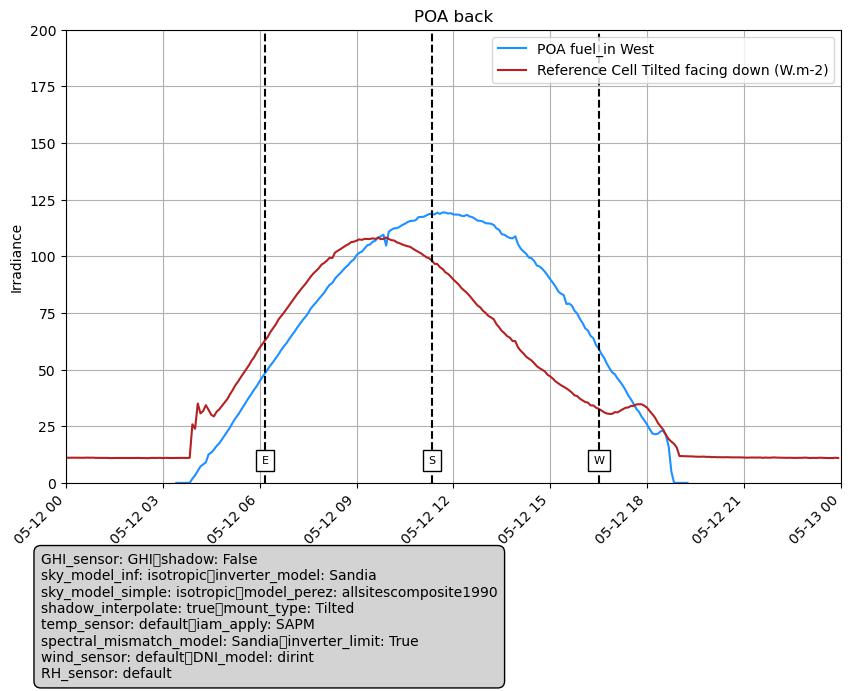 POA back
200
175
150
125
100
75
50
25
0
Irradiance
POA fuel_in West
Reference Cell Tilted facing down (W.m-2)
E
S
W
05-12 00
05-12 03
05-12 06
05-12 09
05-12 12
05-12 15
05-12 18
05-12 21
05-13 00
GHI_sensor: GHI▯shadow: False
sky_model_inf: isotropic▯inverter_model: Sandia
sky_model_simple: isotropic▯model_perez: allsitescomposite1990
shadow_interpolate: true▯mount_type: Tilted
temp_sensor: default▯iam_apply: SAPM
spectral_mismatch_model: Sandia▯inverter_limit: True
wind_sensor: default▯DNI_model: dirint
RH_sensor: default